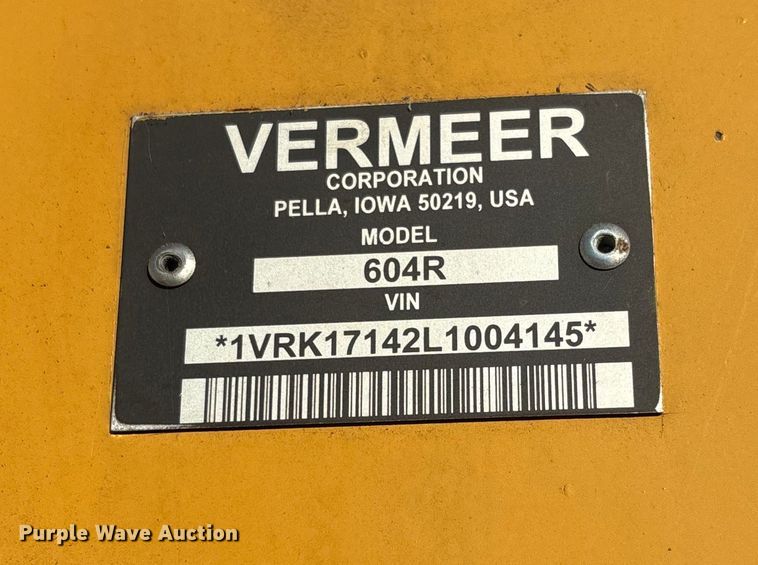 VERMEER
CORPORATION
PELLA, IOWA 50219, USA
MODEL
604R
VIN
*1VRK17142L1004145*
Purple Wave Auction